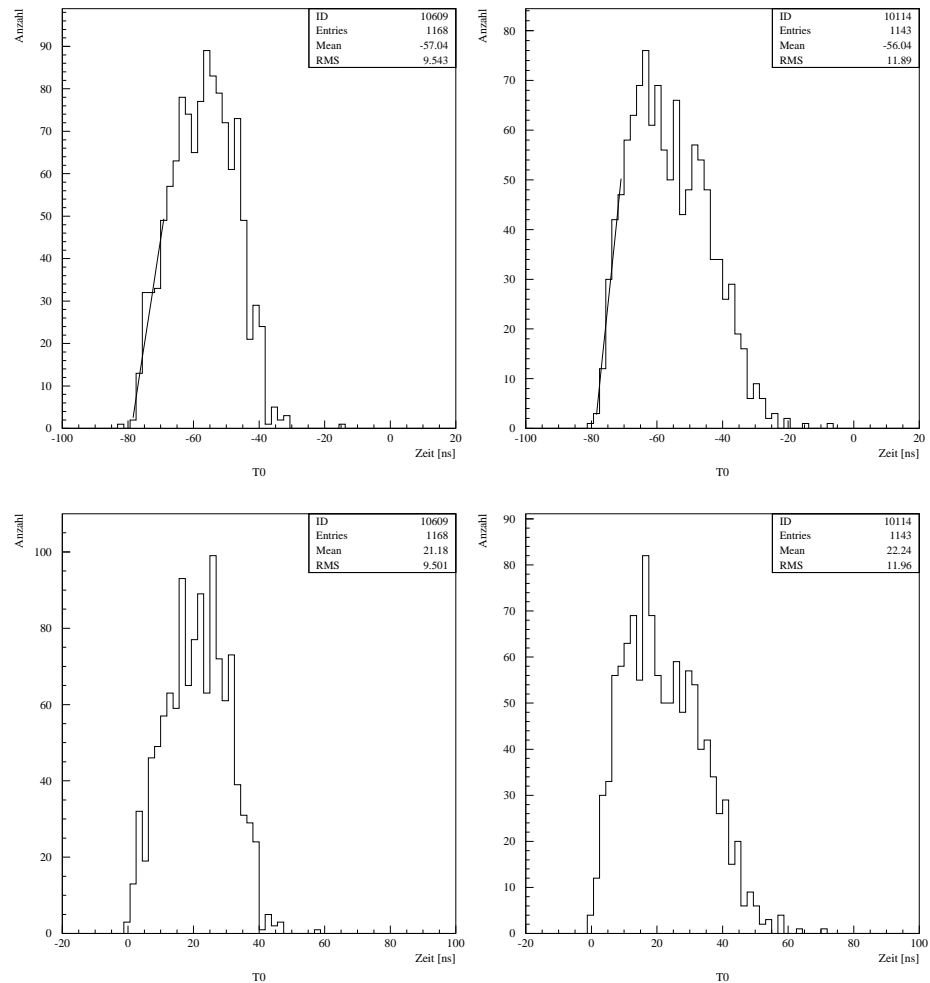 ID 10609
Entries 1168
Mean -57.04
RMS 9.543
Anzahl
90
80
70
60
50
40
30
20
10
0
-100 -80 -60 -40 -20 0 20
Zeit [ns]
T0
ID 10114
Entries 1143
Mean -56.04
RMS 11.89
Anzahl
80
70
60
50
40
30
20
10
0
-100 -80 -60 -40 -20 0 20
Zeit [ns]
T0
ID 10609
Entries 1168
Mean 21.18
RMS 9.501
Anzahl
100
80
60
40
20
0
-20 0 20 40 60 80 100
Zeit [ns]
T0
ID 10114
Entries 1143
Mean 22.24
RMS 11.96
Anzahl
90
80
70
60
50
40
30
20
10
0
-20 0 20 40 60 80 100
Zeit [ns]
T0